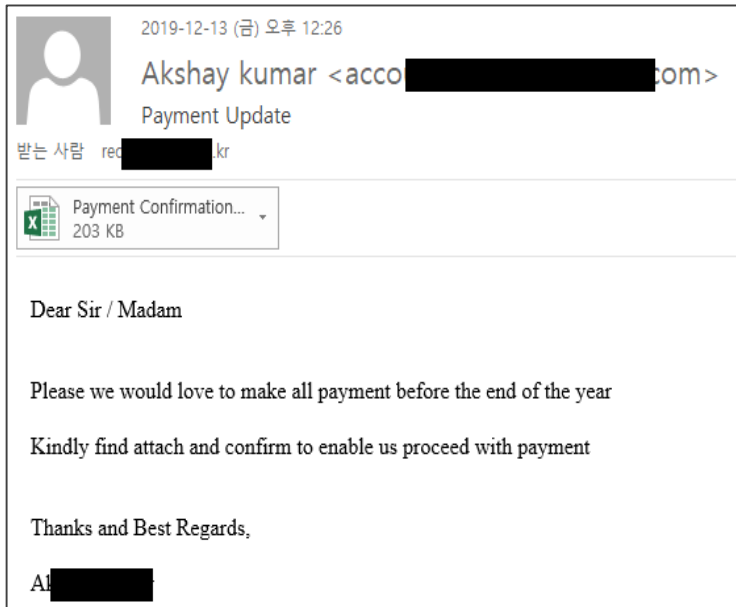 2019-12-13 (금) 오후 12:26
Akshay kumar <acco com>
Payment Update
받는 사람 rec .kr
Payment Confirmation...
203 KB
Dear Sir / Madam
Please we would love to make all payment before the end of the year
Kindly find attach and confirm to enable us proceed with payment
Thanks and Best Regards,
Ak